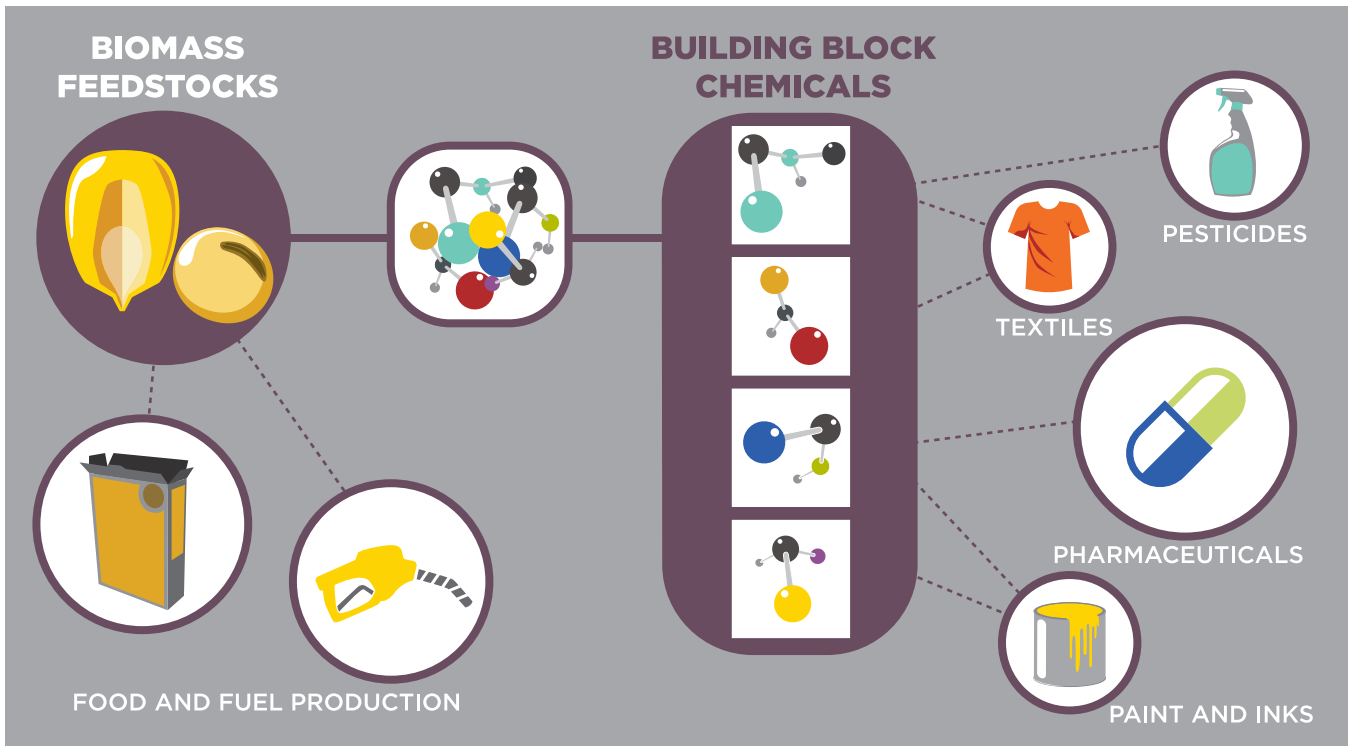 BIOMASS
FEEDSTOCKS
BUILDING BLOCK
CHEMICALS
PESTICIDES
TEXTILES
PHARMACEUTICALS
FOOD AND FUEL PRODUCTION
PAINT AND INKS